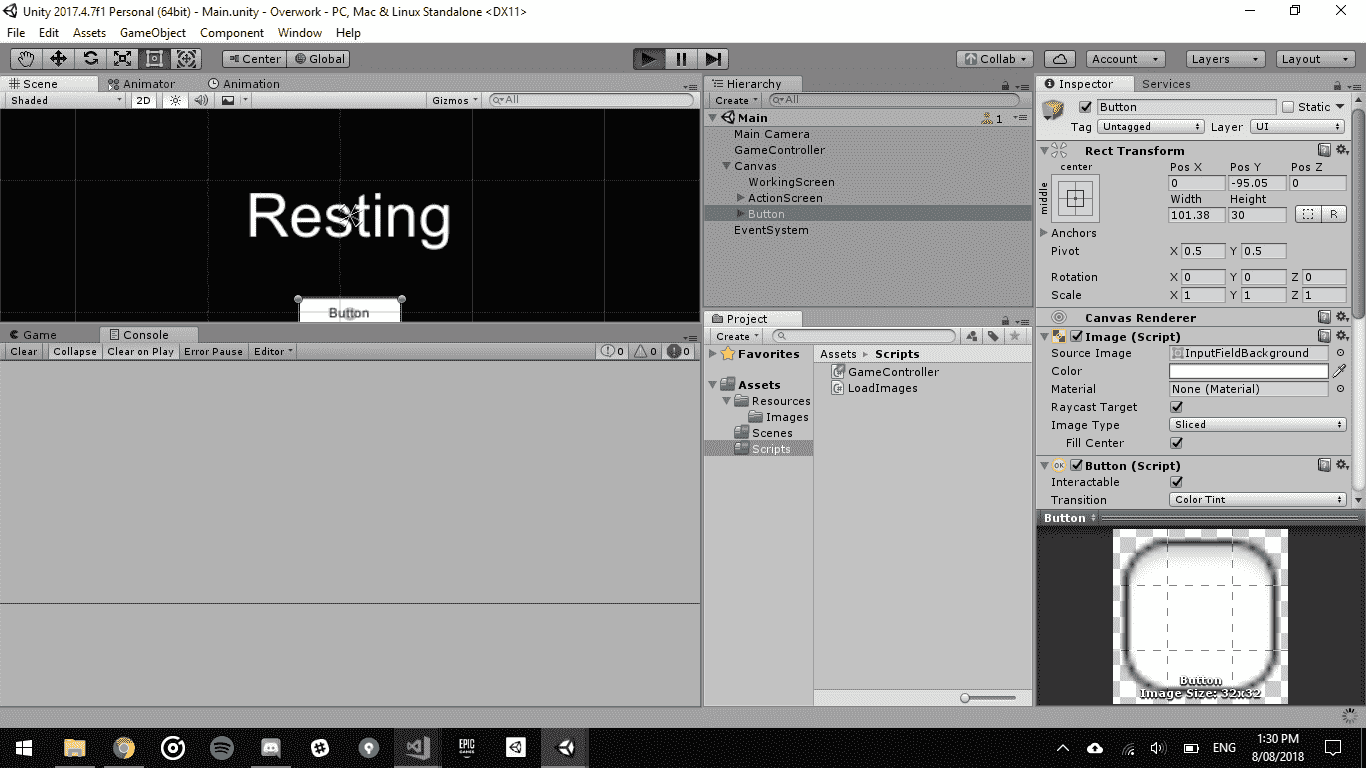 Unity 2017.4.7f1 Personal (64bit) - Main.unity - Overwork - PC, Mac & Linux Standalone <DX11>
File Edit Assets GameObject Component Window Help
Center Global Collab Account Layers Layout
Scene Animator Animation
Shaded 2D Gizmos All
Resting
Button
Game Console
Clear Collapse Clear on Play Error Pause Editor 0 0 0
Hierarchy
Create All
Main 1
Main Camera
GameController
Canvas
WorkingScreen
ActionScreen
Button
EventSystem
Project
Create
Favorites
Assets
Resources
Images
Scenes
Scripts
Assets Scripts
GameController
LoadImages
Inspector Services
Button Static
Tag Untagged Layer UI
Rect Transform
center Pos X Pos Y Pos Z
middle 0 -95.05 0
Width Height
101.38 30 R
Anchors
Pivot X 0.5 Y 0.5
Rotation X 0 Y 0 Z 0
Scale X 1 Y 1 Z 1
Canvas Renderer
Image (Script)
Source Image InputFieldBackground
Color
Material None (Material)
Raycast Target
Image Type Sliced
Fill Center
OK Button (Script)
Interactable
Transition Color Tint
Button
Button
Image Size: 32x32
EPIC
GAMES
ENG
1:30 PM
8/08/2018